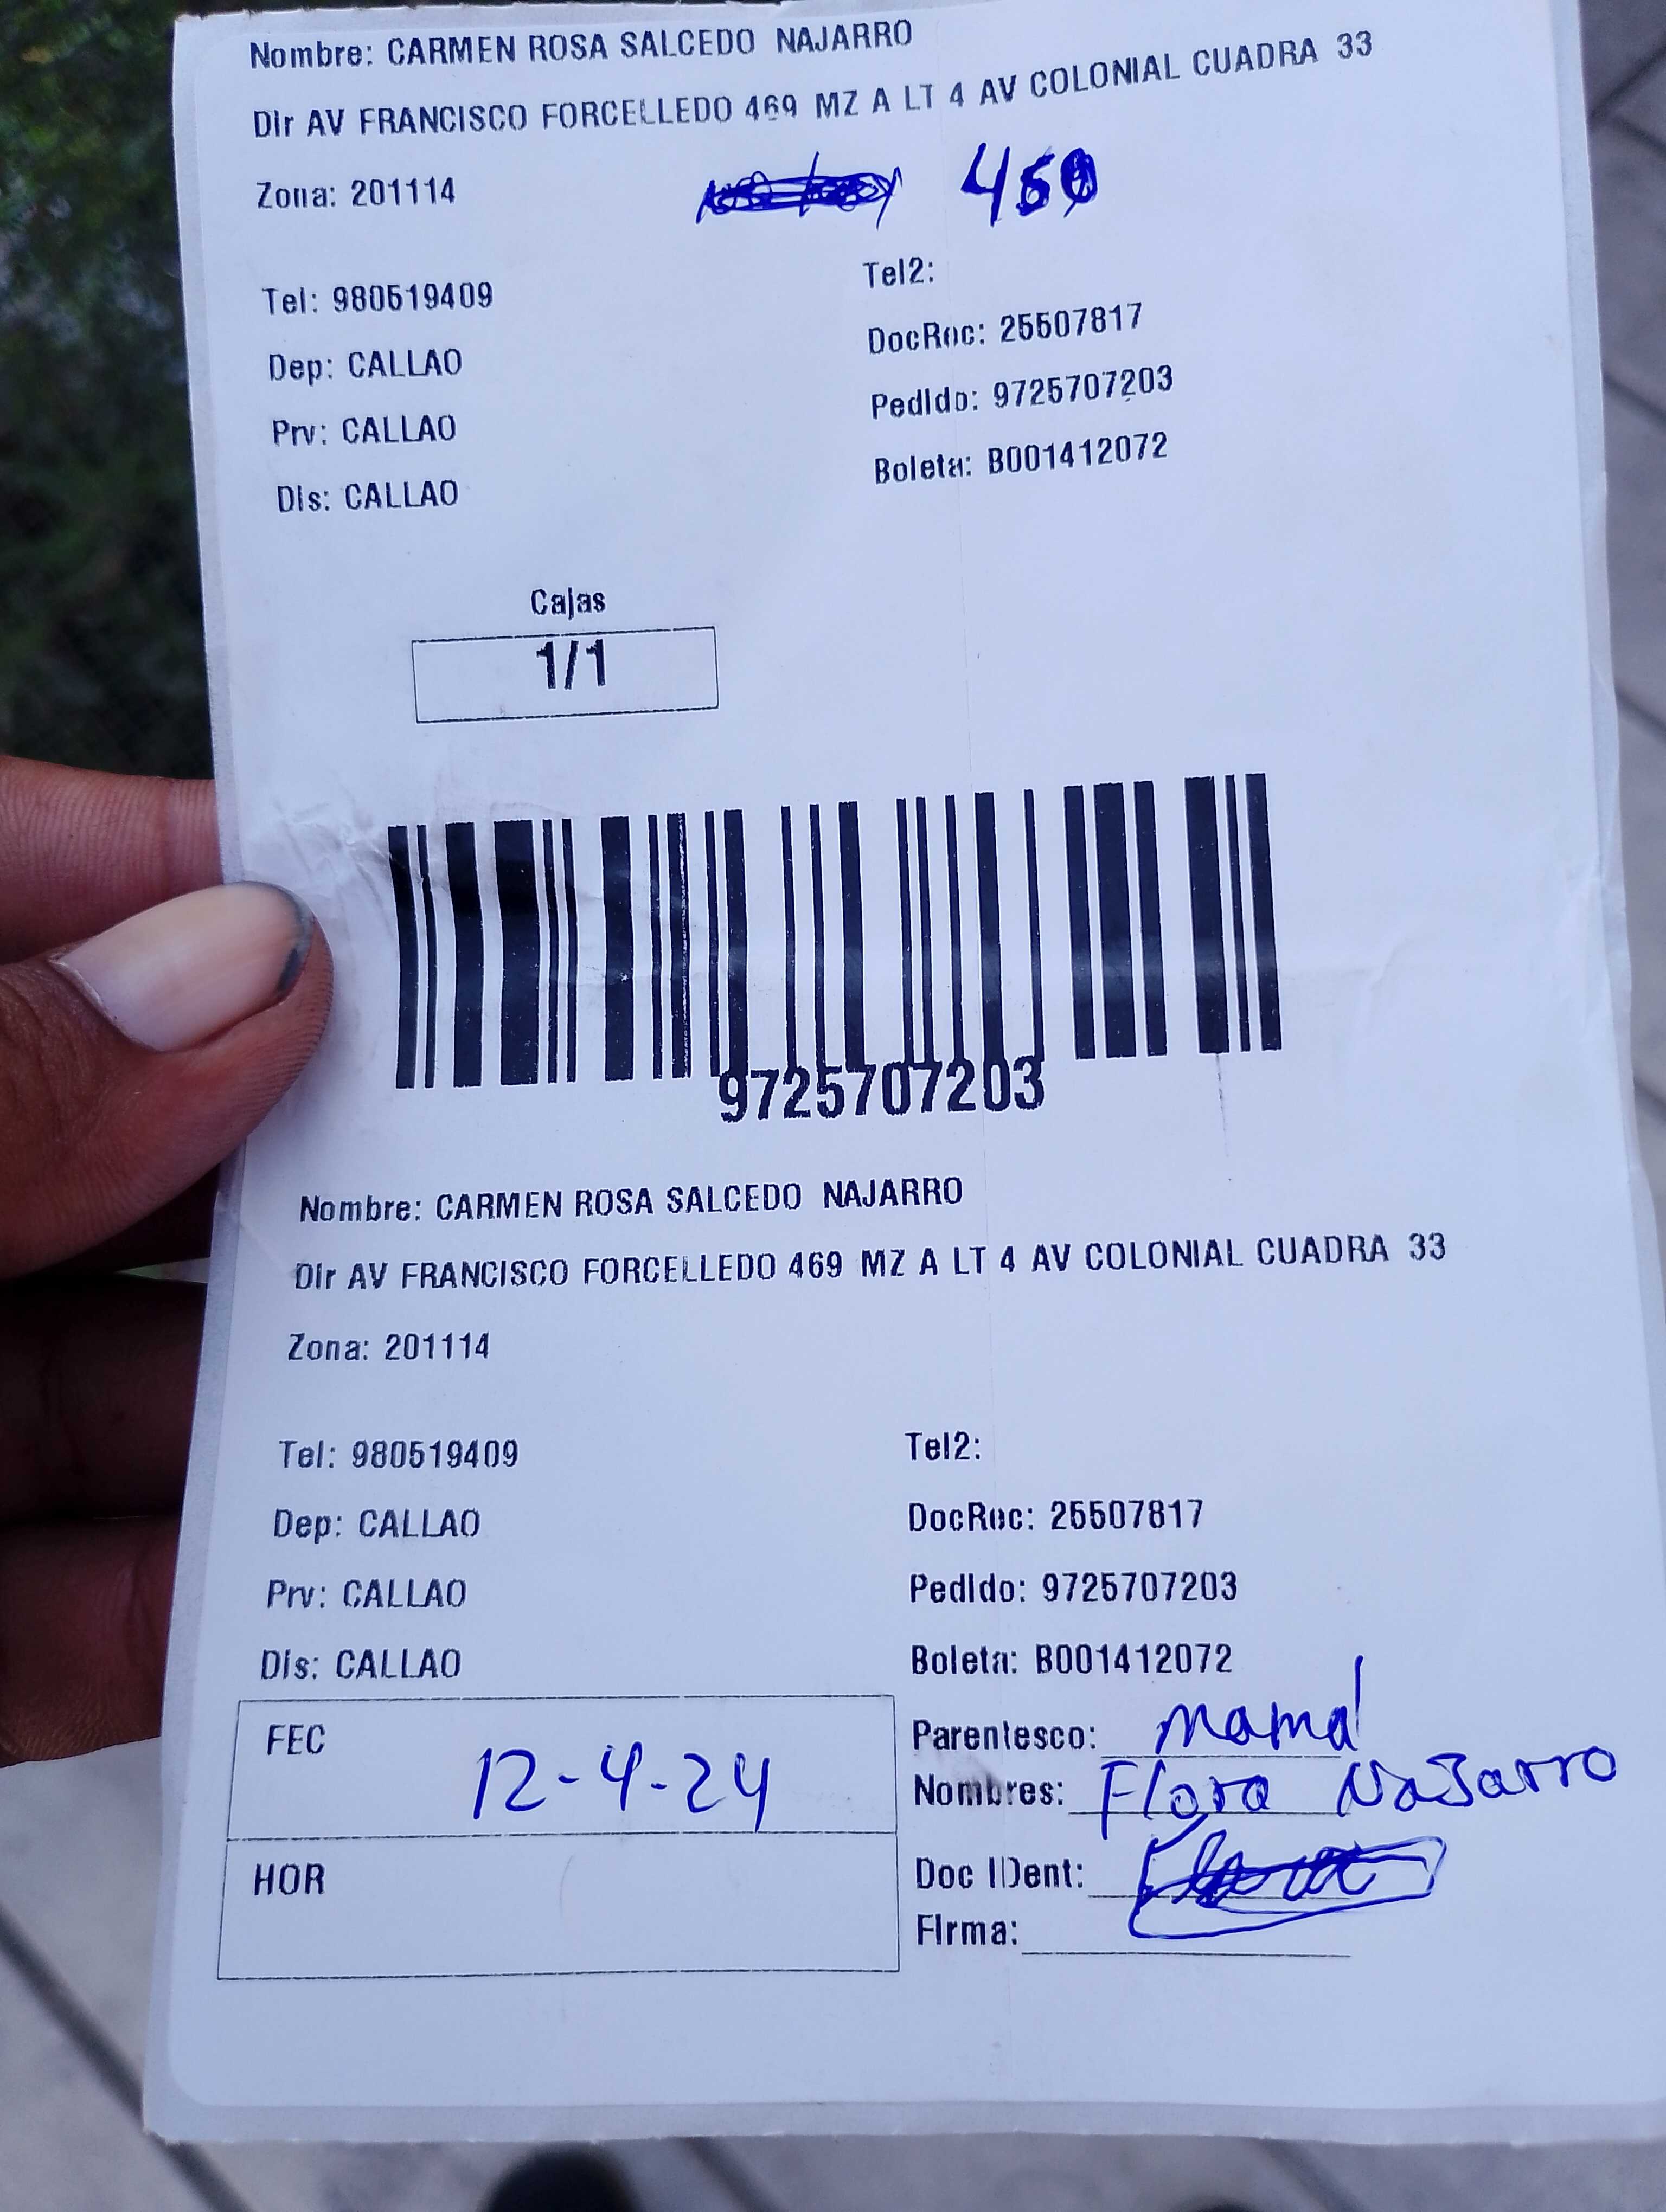 Nombre: CARMEN ROSA SALCEDO NAJARRO
Dir AV FRANCISCO FORCELLEDO 469 MZ A LT 4 AV COLONIAL CUADRA 33
Zona: 201114
Tel: 980519409
Tel2:
Dep: CALLAO
DocRec: 25507817
Prv: CALLAO
Pedido: 9725707203
Dis: CALLAO
Boleta: B001412072
Cajas
1/1
9725707203
Nombre: CARMEN ROSA SALCEDO NAJARRO
Dir AV FRANCISCO FORCELLEDO 469 MZ A LT 4 AV COLONIAL CUADRA 33
Zona: 201114
Tel: 980519409
Tel2:
Dep: CALLAO
DocRec: 25507817
Prv: CALLAO
Pedido: 9725707203
Dis: CALLAO
Boleta: B001412072
FEC 12-4-24
Parentesco: mamá
Nombres: Flora Najarro
HOR
Doc IDent:
Firma: